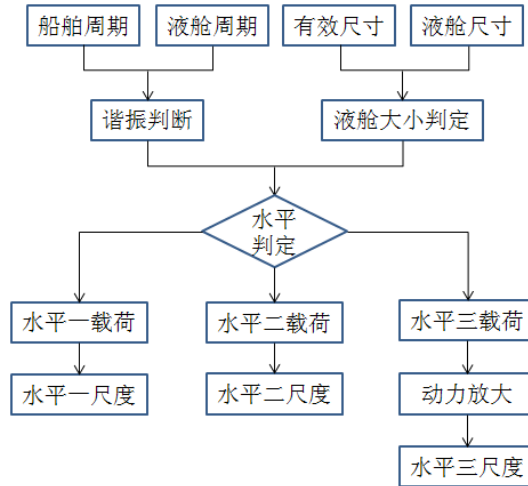 船舶周期
液舱周期
有效尺寸
液舱尺寸
谐振判断
液舱大小判定
水平
判定
水平一载荷
水平二载荷
水平三载荷
水平一尺度
水平二尺度
动力放大
水平三尺度